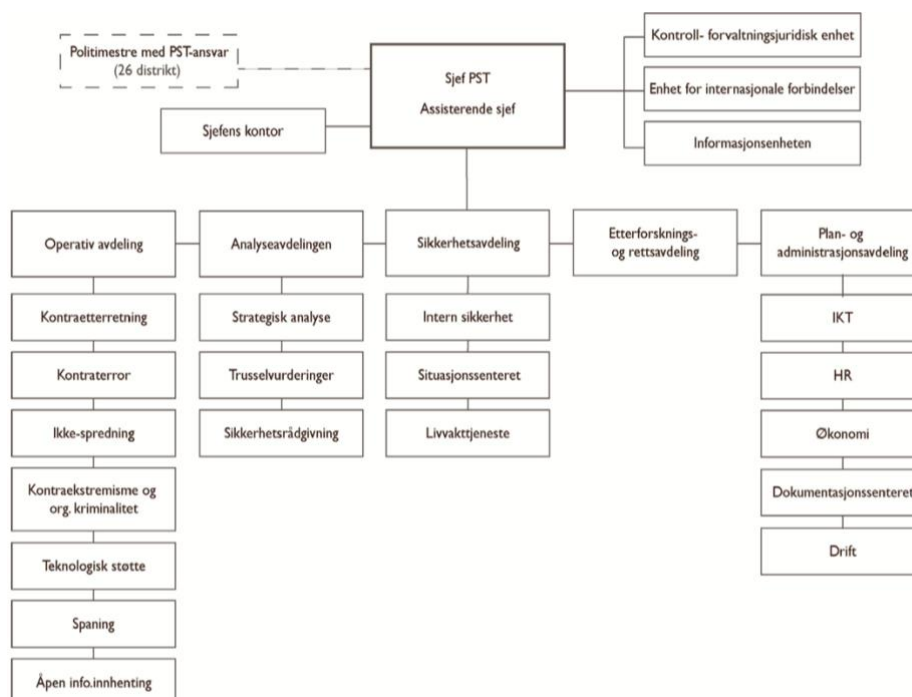 Politimestre med PST-ansvar
(26 distrikt)
Sjef PST
Assisterende sjef
Sjefens kontor
Kontroll- forvaltningsjuridisk enhet
Enhet for internasjonale forbindelser
Informasjonsenheten
Operativ avdeling
Kontraetterretning
Kontraterror
Ikke-spredning
Kontraekstremisme og
org. kriminalitet
Teknologisk støtte
Spaning
Åpen info.innhenting
Analyseavdelingen
Strategisk analyse
Trusselvurderinger
Sikkerhetsrådgivning
Sikkerhetsavdeling
Intern sikkerhet
Situasjonssenteret
Livvakttjeneste
Etterforsknings-
og rettsavdeling
Plan- og
administrasjonsavdeling
IKT
HR
Økonomi
Dokumentasjonssenteret
Drift